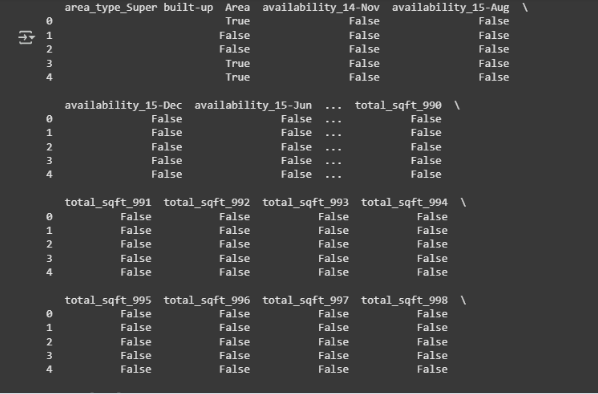 area_type_Super built-up  Area  availability_14-Nov  availability_15-Aug  \
0                         True                False                False
1                        False                False                False
2                        False                False                False
3                         True                False                False
4                         True                False                False
availability_15-Dec  availability_15-Jun  ...  total_sqft_990  \
0                False                False  ...           False
1                False                False  ...           False
2                False                False  ...           False
3                False                False  ...           False
4                False                False  ...           False
total_sqft_991  total_sqft_992  total_sqft_993  total_sqft_994  \
0           False           False           False           False
1           False           False           False           False
2           False           False           False           False
3           False           False           False           False
4           False           False           False           False
total_sqft_995  total_sqft_996  total_sqft_997  total_sqft_998  \
0           False           False           False           False
1           False           False           False           False
2           False           False           False           False
3           False           False           False           False
4           False           False           False           False